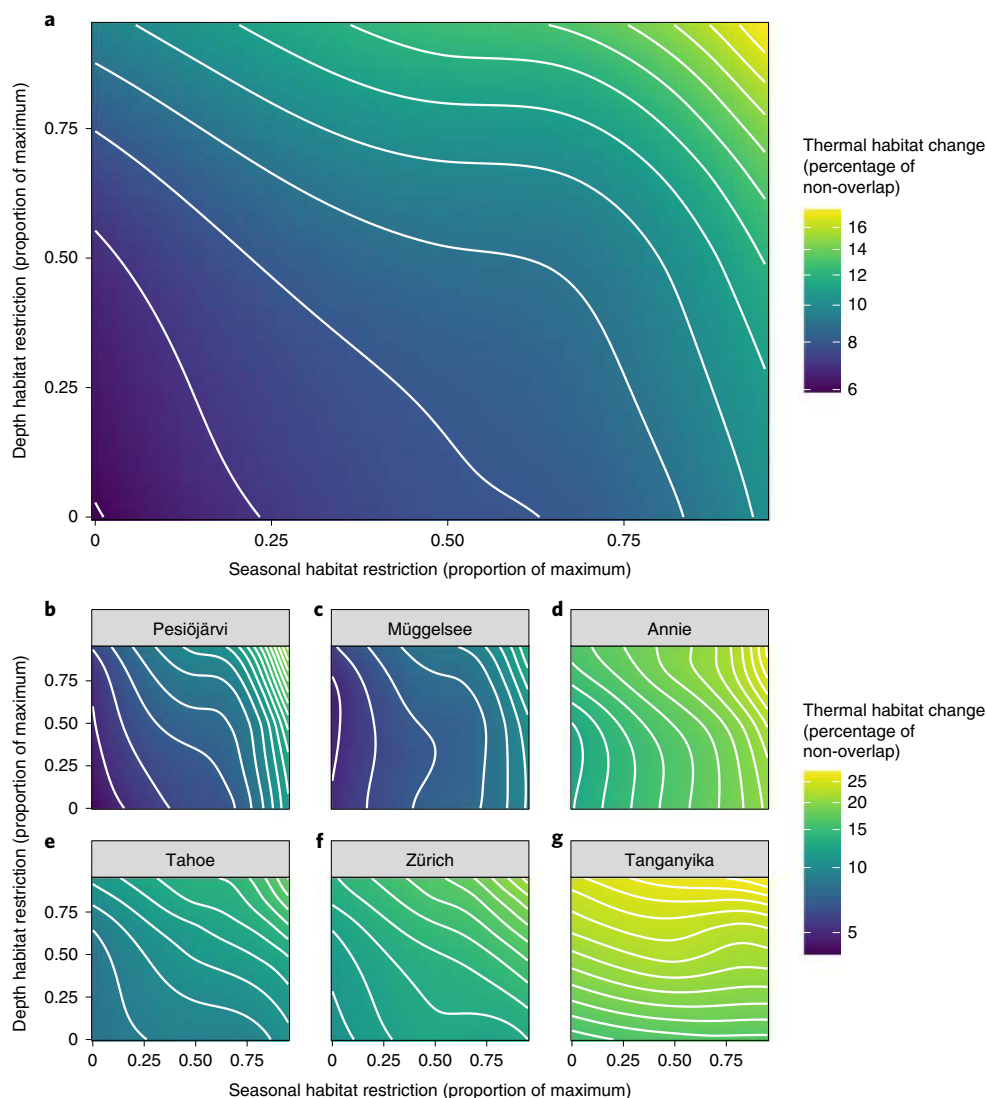 a
Depth habitat restriction (proportion of maximum)
0.75
0.50
0.25
0
0 0.25 0.50 0.75
Seasonal habitat restriction (proportion of maximum)
Thermal habitat change
(percentage of
non-overlap)
16
14
12
10
8
6
b Pesiöjärvi
c Müggelsee
d Annie
0.75
0.50
0.25
0
e Tahoe
f Zürich
g Tanganyika
0.75
0.50
0.25
0
0 0.25 0.50 0.75 0 0.25 0.50 0.75 0 0.25 0.50 0.75
Depth habitat restriction (proportion of maximum)
Seasonal habitat restriction (proportion of maximum)
Thermal habitat change
(percentage of
non-overlap)
25
20
15
10
5